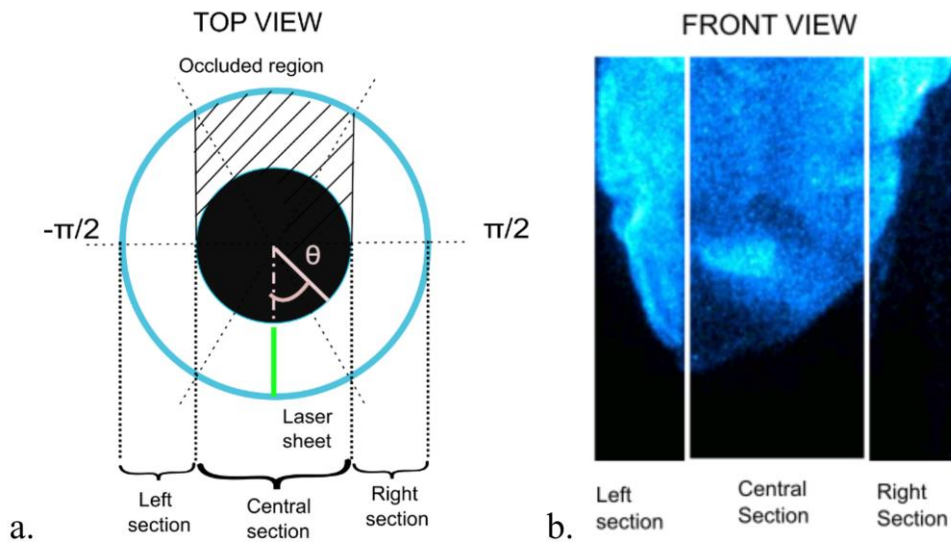 TOP VIEW
Occluded region
-π/2
π/2
θ
Laser
sheet
Left
section
Central
section
Right
section
a.
FRONT VIEW
Left
section
Central
Section
Right
Section
b.